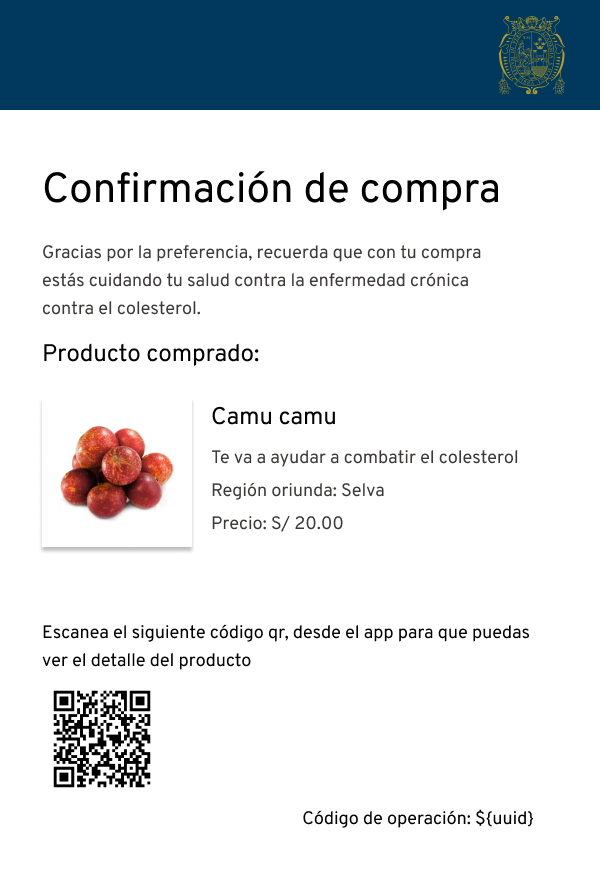 Confirmación de compra
Gracias por la preferencia, recuerda que con tu compra
estás cuidando tu salud contra la enfermedad crónica
contra el colesterol.
Producto comprado:
Camu camu
Te va a ayudar a combatir el colesterol
Región oriunda: Selva
Precio: S/ 20.00
Escanea el siguiente código qr, desde el app para que puedas
ver el detalle del producto
Código de operación: ${uuid}